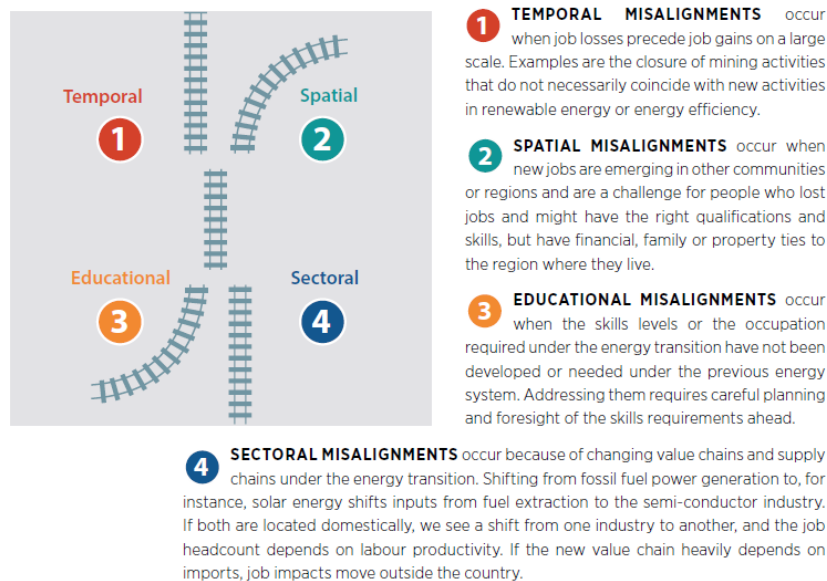 Temporal
1
Spatial
2
Educational
3
Sectoral
4
1 TEMPORAL MISALIGNMENTS occur
when job losses precede job gains on a large
scale. Examples are the closure of mining activities
that do not necessarily coincide with new activities
in renewable energy or energy efficiency.
2 SPATIAL MISALIGNMENTS occur when
new jobs are emerging in other communities
or regions and are a challenge for people who lost
jobs and might have the right qualifications and
skills, but have financial, family or property ties to
the region where they live.
3 EDUCATIONAL MISALIGNMENTS occur
when the skills levels or the occupation
required under the energy transition have not been
developed or needed under the previous energy
system. Addressing them requires careful planning
and foresight of the skills requirements ahead.
4 SECTORAL MISALIGNMENTS occur because of changing value chains and supply
chains under the energy transition. Shifting from fossil fuel power generation to, for
instance, solar energy shifts inputs from fuel extraction to the semi-conductor industry.
If both are located domestically, we see a shift from one industry to another, and the job
headcount depends on labour productivity. If the new value chain heavily depends on
imports, job impacts move outside the country.